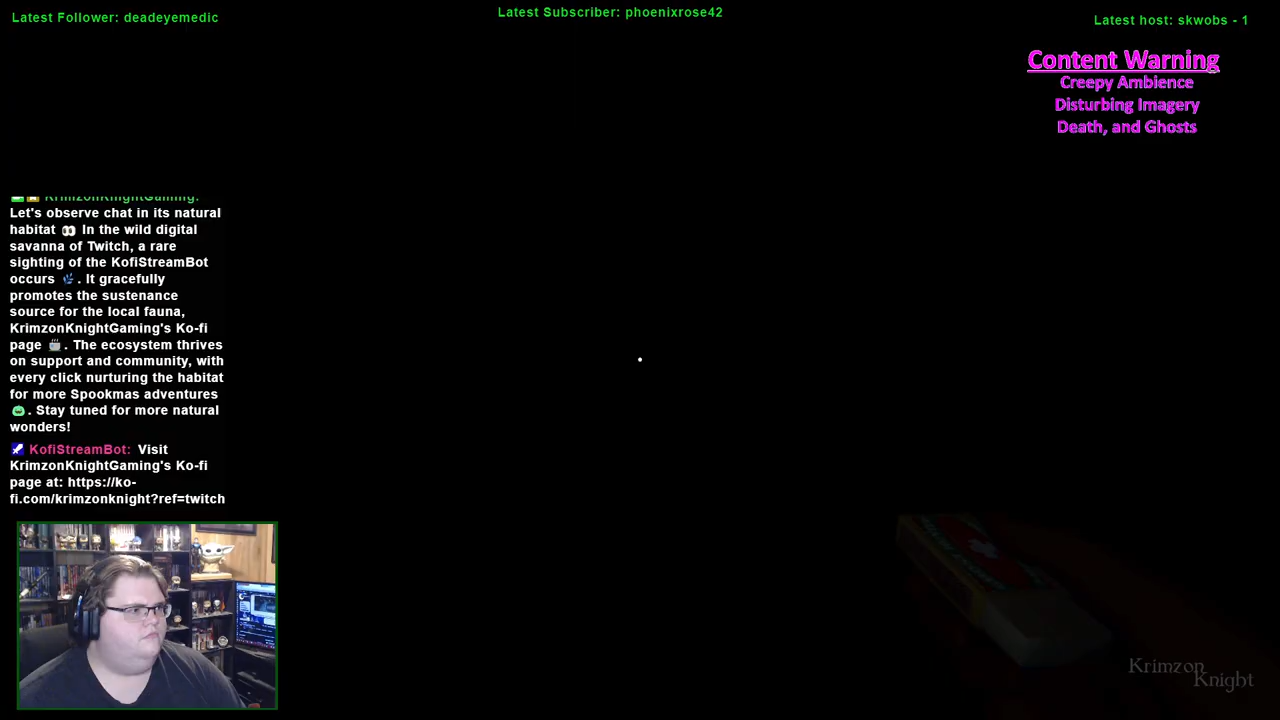 Latest Follower: deadeyemedic
Latest Subscriber: phoenixrose42
Latest host: skwobs - 1
Content Warning
Creepy Ambience
Disturbing Imagery
Death, and Ghosts
KrimzonKnightGaming:
Let's observe chat in its natural
habitat 👀 In the wild digital
savanna of Twitch, a rare
sighting of the KofiStreamBot
occurs 🌿. It gracefully
promotes the sustenance
source for the local fauna,
KrimzonKnightGaming's Ko-fi
page ☕. The ecosystem thrives
on support and community, with
every click nurturing the habitat
for more Spookmas adventures
🎃. Stay tuned for more natural
wonders!
KofiStreamBot: Visit
KrimzonKnightGaming's Ko-fi
page at: https://ko-
fi.com/krimzonknight?ref=twitch
Krimzon
Knight